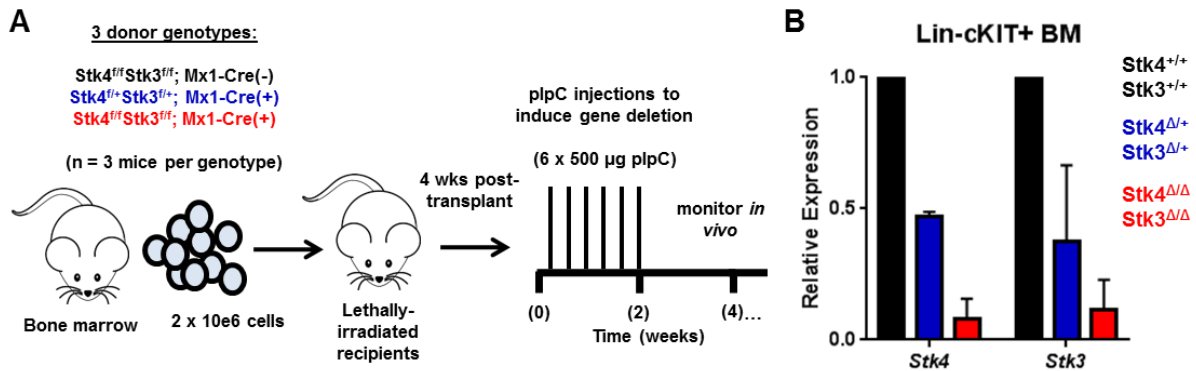 A
3 donor genotypes:
Stk4f/fStk3f/f; Mx1-Cre(-)
Stk4f/+Stk3f/+; Mx1-Cre(+)
Stk4f/fStk3f/f; Mx1-Cre(+)
(n = 3 mice per genotype)
Bone marrow
2 x 10e6 cells
Lethally-
irradiated
recipients
4 wks post-
transplant
pIpC injections to
induce gene deletion
(6 x 500 µg pIpC)
monitor in
vivo
(0)
(2)
(4)...
Time (weeks)
B
Lin-cKIT+ BM
Relative Expression
1.0
0.5
0.0
Stk4
Stk3
Stk4+/+
Stk3+/+
Stk4Δ/+
Stk3Δ/+
Stk4Δ/Δ
Stk3Δ/Δ